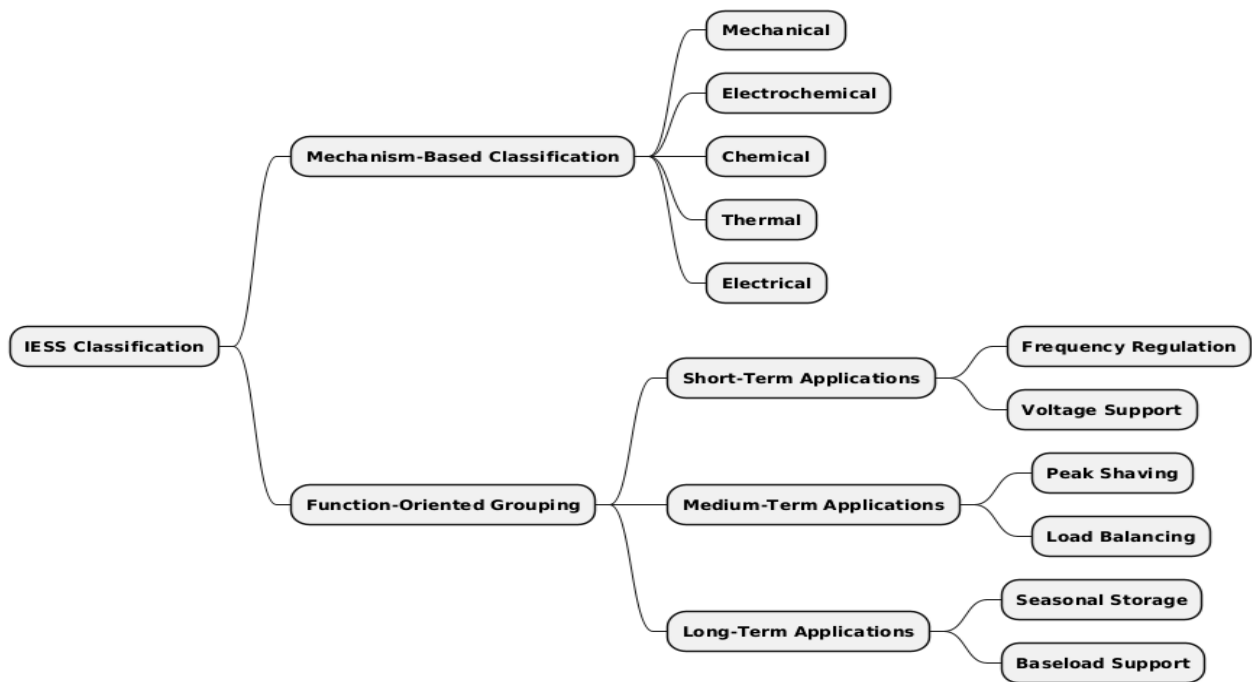 IESS Classification
Mechanism-Based Classification
Mechanical
Electrochemical
Chemical
Thermal
Electrical
Function-Oriented Grouping
Short-Term Applications
Frequency Regulation
Voltage Support
Medium-Term Applications
Peak Shaving
Load Balancing
Long-Term Applications
Seasonal Storage
Baseload Support